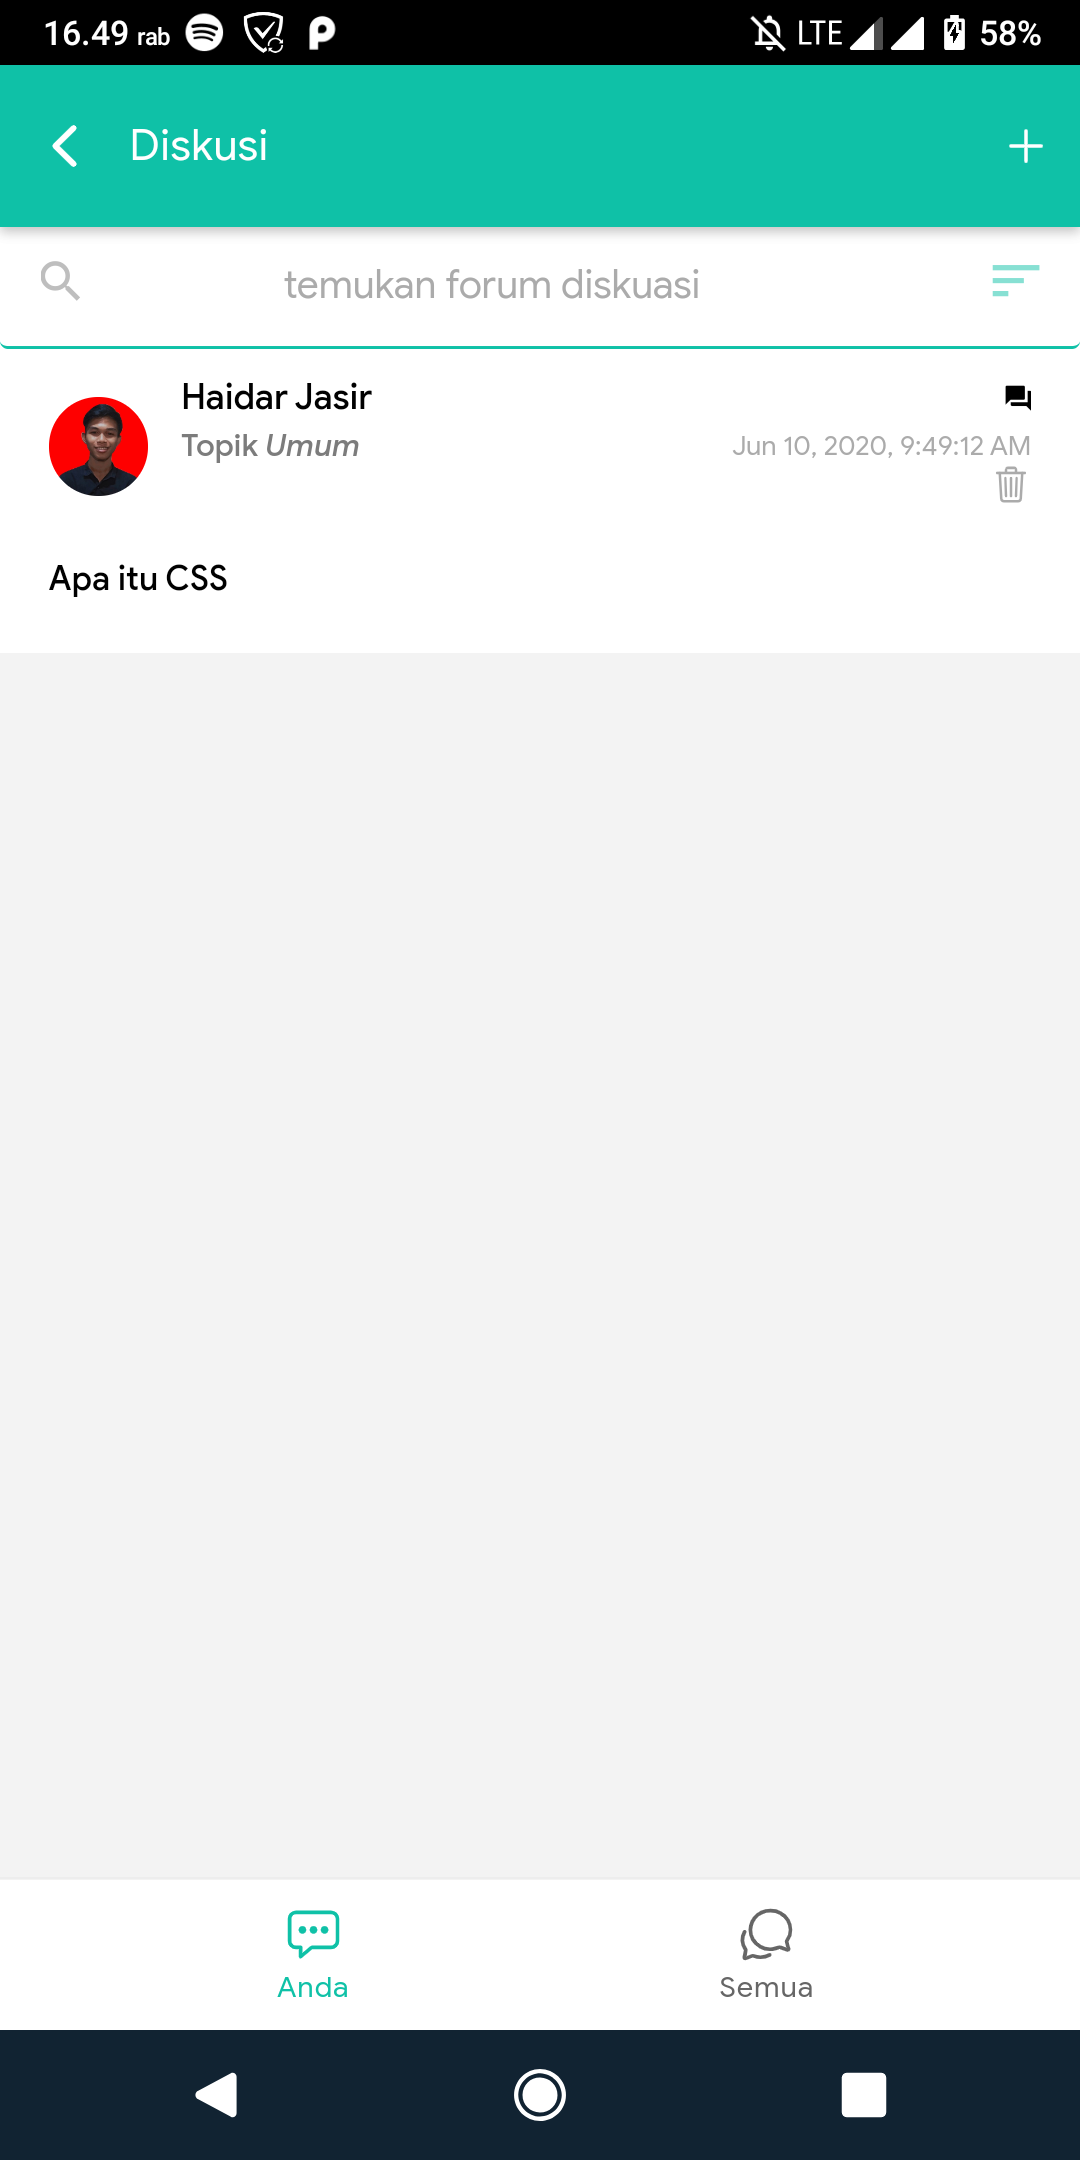 16.49 rab LTE 58%
Diskusi
temukan forum diskuasi
Haidar Jasir
Topik Umum
Jun 10, 2020, 9:49:12 AM
Apa itu CSS
Anda
Semua